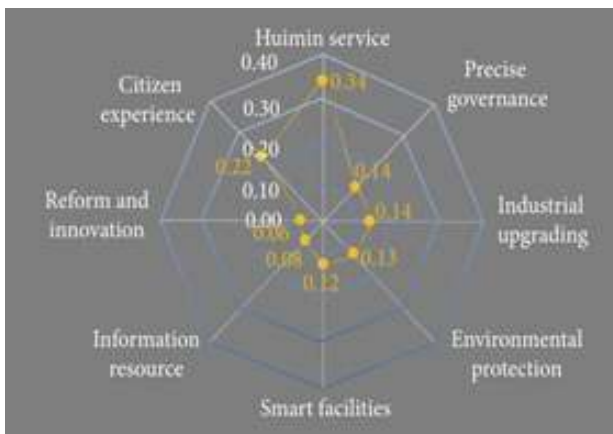 Huimin service
0.40
0.34
Precise
governance
Citizen
experience
0.30
0.20
0.22
0.14
0.10
Reform and
innovation
0.00
0.14
Industrial
upgrading
0.06
0.08
0.13
0.12
Information
resource
Environmental
protection
Smart facilities